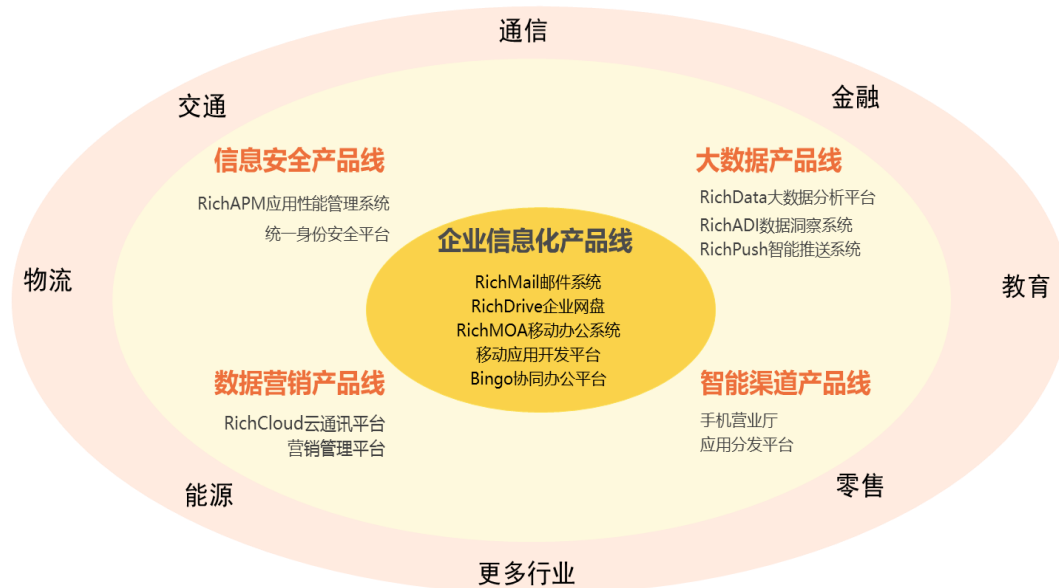 通信
交通
金融
信息安全产品线
RichAPM应用性能管理系统
统一身份安全平台
大数据产品线
RichData大数据分析平台
RichADI数据洞察系统
RichPush智能推送系统
企业信息化产品线
RichMail邮件系统
RichDrive企业网盘
RichMOA移动办公系统
移动应用开发平台
Bingo协同办公平台
物流
教育
数据营销产品线
RichCloud云通讯平台
营销管理平台
智能渠道产品线
手机营业厅
应用分发平台
能源
零售
更多行业